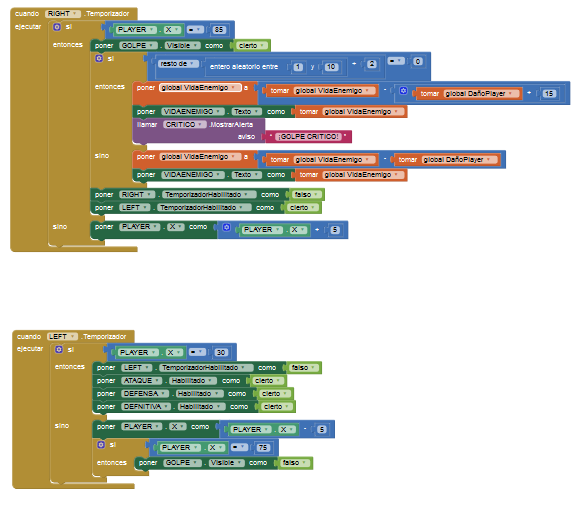 cuando RIGHT .Temporizador
ejecutar si PLAYER . X = 85
entonces poner GOLPE . Visible como cierto
si resto de entero aleatorio entre 1 y 10 ÷ 2 = 0
entonces poner global VidaEnemigo a tomar global VidaEnemigo - tomar global DañoPlayer + 15
poner VIDAENEMIGO . Texto como tomar global VidaEnemigo
llamar CRITICO .MostrarAlerta
aviso " ¡GOLPE CRITICO! "
sino poner global VidaEnemigo a tomar global VidaEnemigo - tomar global DañoPlayer
poner VIDAENEMIGO . Texto como tomar global VidaEnemigo
poner RIGHT . TemporizadorHabilitado como falso
poner LEFT . TemporizadorHabilitado como cierto
sino poner PLAYER . X como PLAYER . X + 5
cuando LEFT .Temporizador
ejecutar si PLAYER . X = 30
entonces poner LEFT . TemporizadorHabilitado como falso
poner ATAQUE . Habilitado como cierto
poner DEFENSA . Habilitado como cierto
poner DEFNITIVA . Habilitado como cierto
sino poner PLAYER . X como PLAYER . X - 5
si PLAYER . X = 75
entonces poner GOLPE . Visible como falso